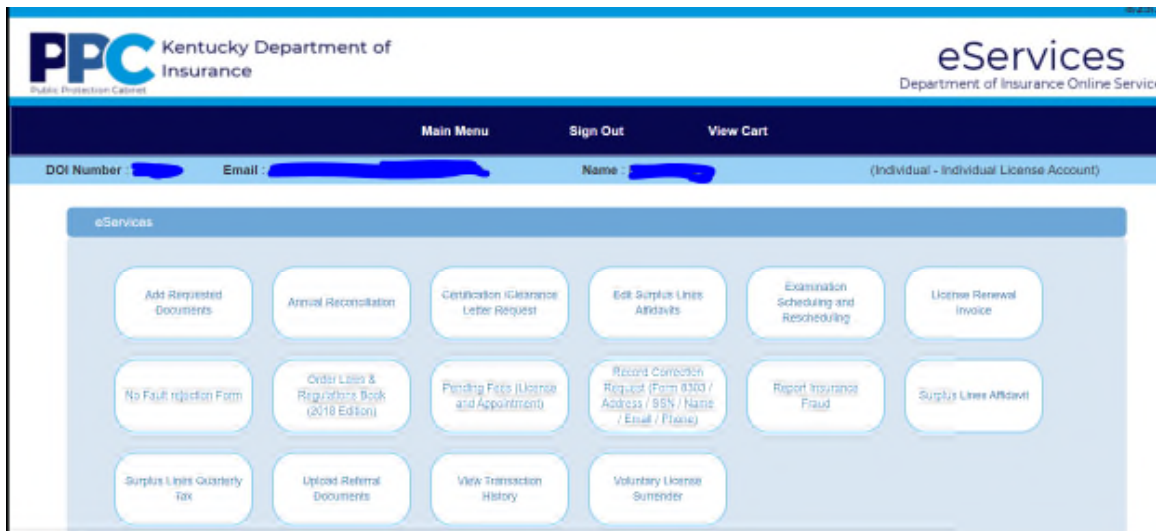 PPC
Public Protection Cabinet
Kentucky Department of
Insurance
eServices
Department of Insurance Online Service
Main Menu Sign Out View Cart
DOI Number : Email : Name : (Individual - Individual License Account)
eServices
Add Requested
Documents
Annual Reconciliation
Certification /Clearance
Letter Request
Edit Surplus Lines
Affidavits
Examination
Scheduling and
Rescheduling
License Renewal
Invoice
No Fault rejection Form
Order Laws &
Regulations Book
(2018 Edition)
Pending Fees (License
and Appointment)
Record Correction
Request (Form 8303 /
Address / SSN / Name
/ Email / Phone)
Report Insurance
Fraud
Surplus Lines Affidavit
Surplus Lines Quarterly
Tax
Upload Referral
Documents
View Transaction
History
Voluntary License
Surrender